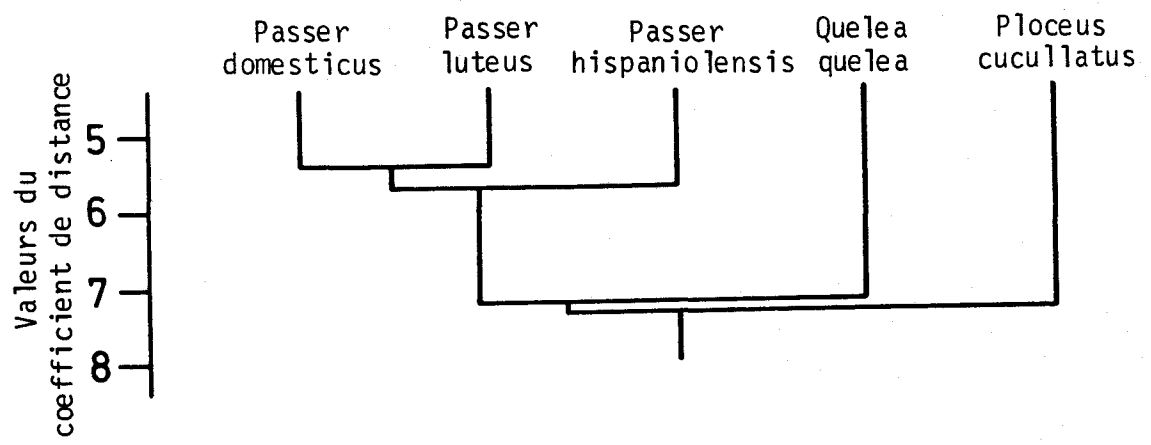 Passer
domesticus
Passer
luteus
Passer
hispaniolensis
Quelea
quelea
Ploceus
cucullatus
Valeurs du
coefficient de distance
5
6
7
8